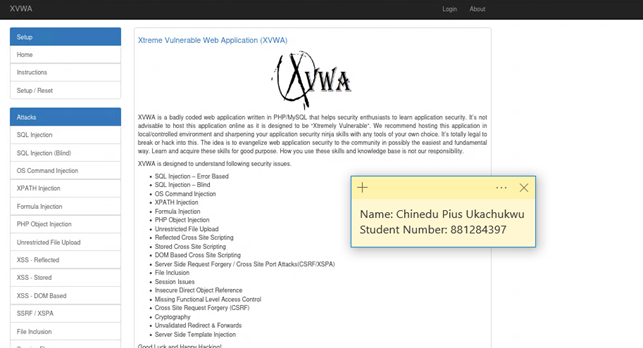 XVWA
Login
About
Setup
Home
Instructions
Setup / Reset
Attacks
SQL Injection
SQL Injection (Blind)
OS Command Injection
XPATH Injection
Formula Injection
PHP Object Injection
Unrestricted File Upload
XSS - Reflected
XSS - Stored
XSS - DOM Based
SSRF / XSPA
File Inclusion
Xtreme Vulnerable Web Application (XVWA)
XVWA
XVWA is a badly coded web application written in PHP/MySQL that helps security enthusiasts to learn application security. It's not
advisable to host this application online as it is designed to be "Xtremely Vulnerable". We recommend hosting this application in
local/controlled environment and sharpening your application security ninja skills with any tools of your own choice. It's totally legal to
break or hack into this. The idea is to evangelize web application security to the community in possibly the easiest and fundamental
way. Learn and acquire these skills for good purpose. How you use these skills and knowledge base is not our responsibility.
XVWA is designed to understand following security issues.
SQL Injection – Error Based
SQL Injection – Blind
OS Command Injection
XPATH Injection
Formula Injection
PHP Object Injection
Unrestricted File Upload
Reflected Cross Site Scripting
Stored Cross Site Scripting
DOM Based Cross Site Scripting
Server Side Request Forgery / Cross Site Port Attacks(CSRF/XSPA)
File Inclusion
Session Issues
Insecure Direct Object Reference
Missing Functional Level Access Control
Cross Site Request Forgery (CSRF)
Cryptography
Unvalidated Redirect & Forwards
Server Side Template Injection
Good Luck and Happy Hacking!
Name: Chinedu Pius Ukachukwu
Student Number: 881284397